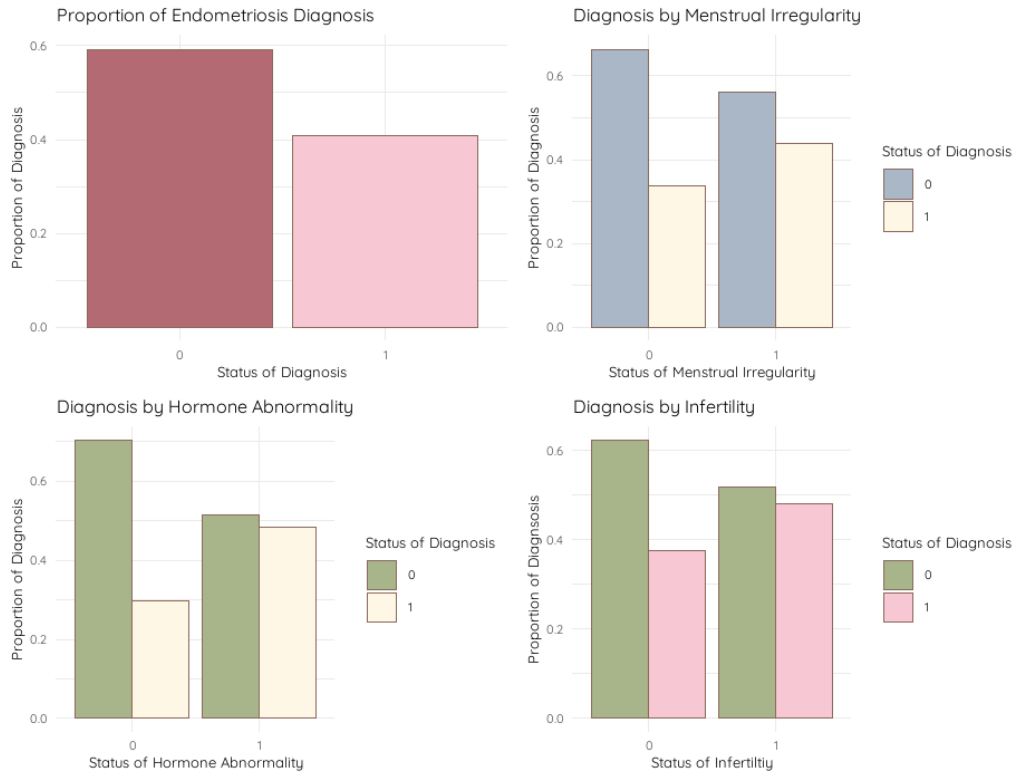 Proportion of Endometriosis Diagnosis
0.6
0.4
0.2
0.0
Proportion of Diagnosis
0
1
Status of Diagnosis
Diagnosis by Menstrual Irregularity
0.6
0.4
0.2
0.0
Proportion of Diagnosis
0
1
Status of Menstrual Irregularity
Status of Diagnosis
0
1
Diagnosis by Hormone Abnormality
0.6
0.4
0.2
0.0
Proportion of Diagnosis
0
1
Status of Hormone Abnormality
Status of Diagnosis
0
1
Diagnosis by Infertility
0.6
0.4
0.2
0.0
Proportion of Diagnsosis
0
1
Status of Infertiltiy
Status of Diagnosis
0
1